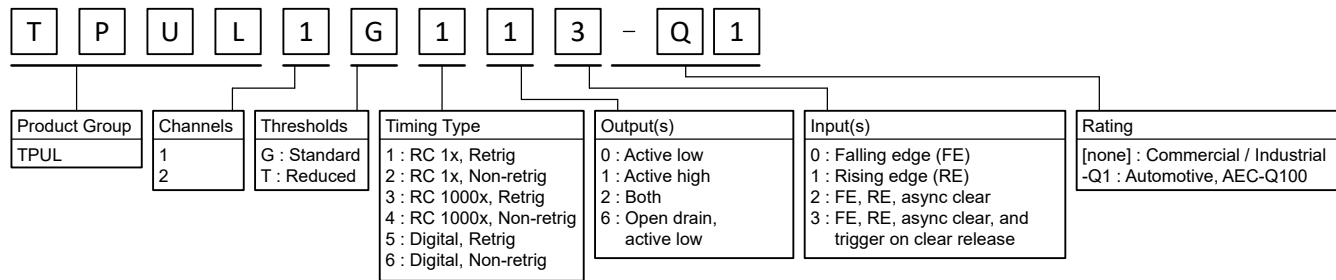 T P U L 1 G 1 1 3 - Q 1
Product Group
TPUL
Channels
1
2
Thresholds
G : Standard
T : Reduced
Timing Type
1 : RC 1x, Retrig
2 : RC 1x, Non-retrig
3 : RC 1000x, Retrig
4 : RC 1000x, Non-retrig
5 : Digital, Retrig
6 : Digital, Non-retrig
Output(s)
0 : Active low
1 : Active high
2 : Both
6 : Open drain,
active low
Input(s)
0 : Falling edge (FE)
1 : Rising edge (RE)
2 : FE, RE, async clear
3 : FE, RE, async clear, and
trigger on clear release
Rating
[none] : Commercial / Industrial
-Q1 : Automotive, AEC-Q100